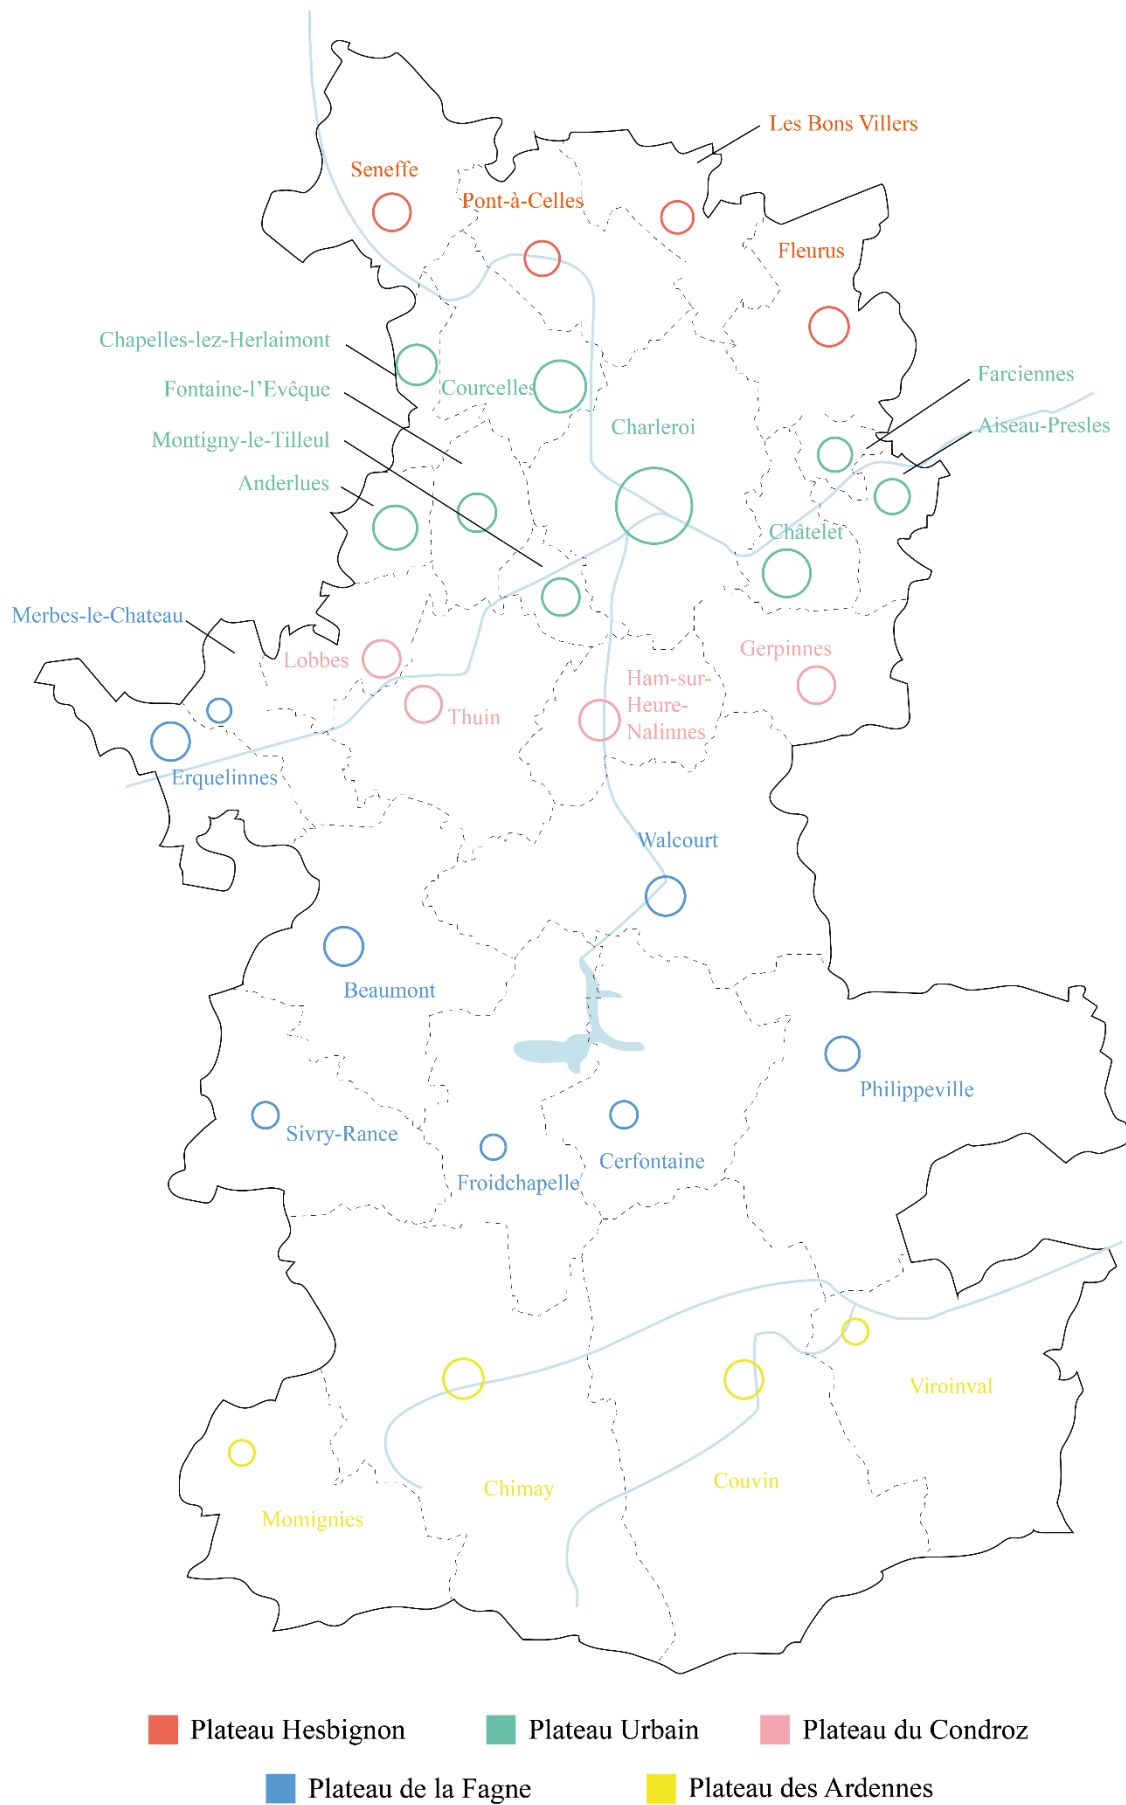 Les Bons Villers
Seneffe
Pont-à-Celles
Fleurus
Chapelles-lez-Herlaimont
Farciennes
Fontaine-l’Evêque
Courcelles
Charleroi
Aiseau-Presles
Montigny-le-Tilleul
Anderlues
Châtelet
Merbes-le-Chateau
Lobbes
Gerpinnes
Ham-sur-
Heure-
Nalinnes
Thuin
Erquelinnes
Walcourt
Beaumont
Philippeville
Sivry-Rance
Cerfontaine
Froidchapelle
Viroinval
Chimay
Couvin
Momignies
Plateau Hesbignon
Plateau Urbain
Plateau du Condroz
Plateau de la Fagne
Plateau des Ardennes